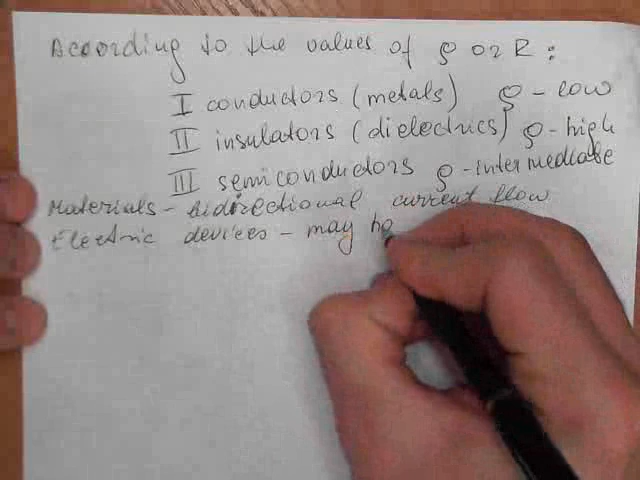 According to the values of ρ or R:
I conductors (metals) ρ - low
II insulators (dielectrics) ρ - high
III semiconductors ρ - intermediate
Materials - bidirectional current flow
Electric devices - may ha